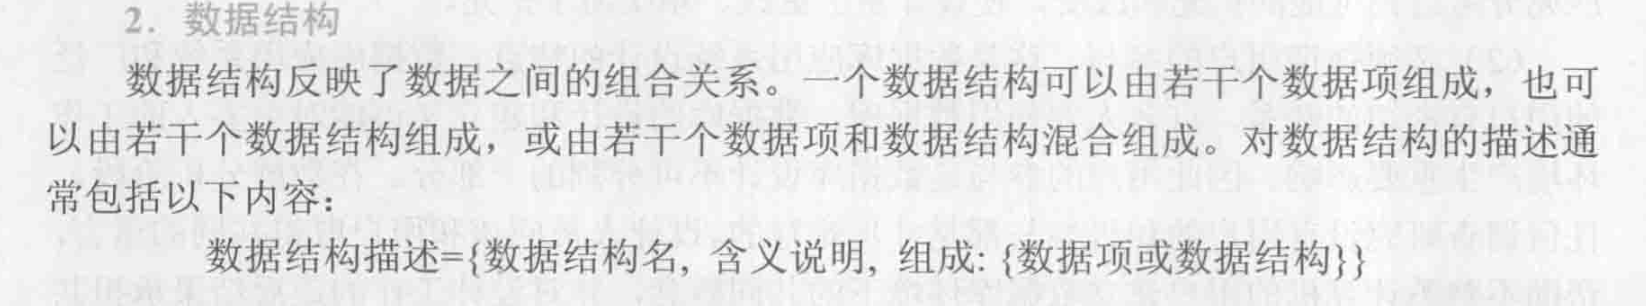 2. 数据结构
数据结构反映了数据之间的组合关系。一个数据结构可以由若干个数据项组成，也可
以由若干个数据结构组成，或由若干个数据项和数据结构混合组成。对数据结构的描述通
常包括以下内容：
数据结构描述={数据结构名, 含义说明, 组成: {数据项或数据结构}}